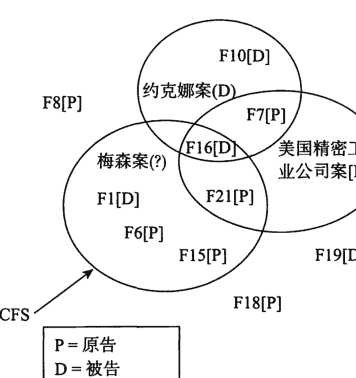 F10[D]
约克娜案(D)
F8[P]
F7[P]
F16[D]
梅森案(?)
美国精密工
业公司案[
F1[D]
F21[P]
F6[P]
F15[P]
F19[D
F18[P]
CFS
P = 原告
D = 被告